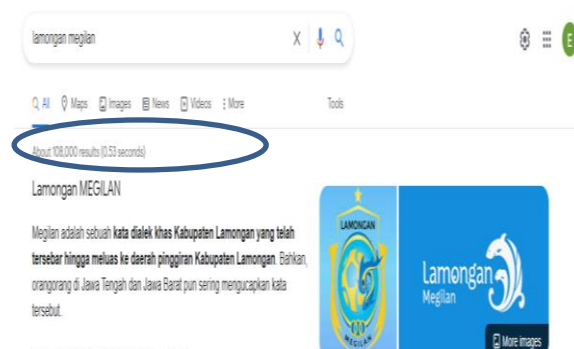 lamongan megilan
All Maps Images News Videos More Tools
About 108,000 results (0.53 seconds)
Lamongan MEGILAN
Megilan adalah sebuah kata dialek khas Kabupaten Lamongan yang telah
tersebar hingga meluas ke daerah pinggiran Kabupaten Lamongan. Bahkan,
orangorang di Jawa Tengah dan Jawa Barat pun sering mengucapkan kata
tersebut.
LAMONGAN
MEGILAN
Lamongan
Megilan
More images
E